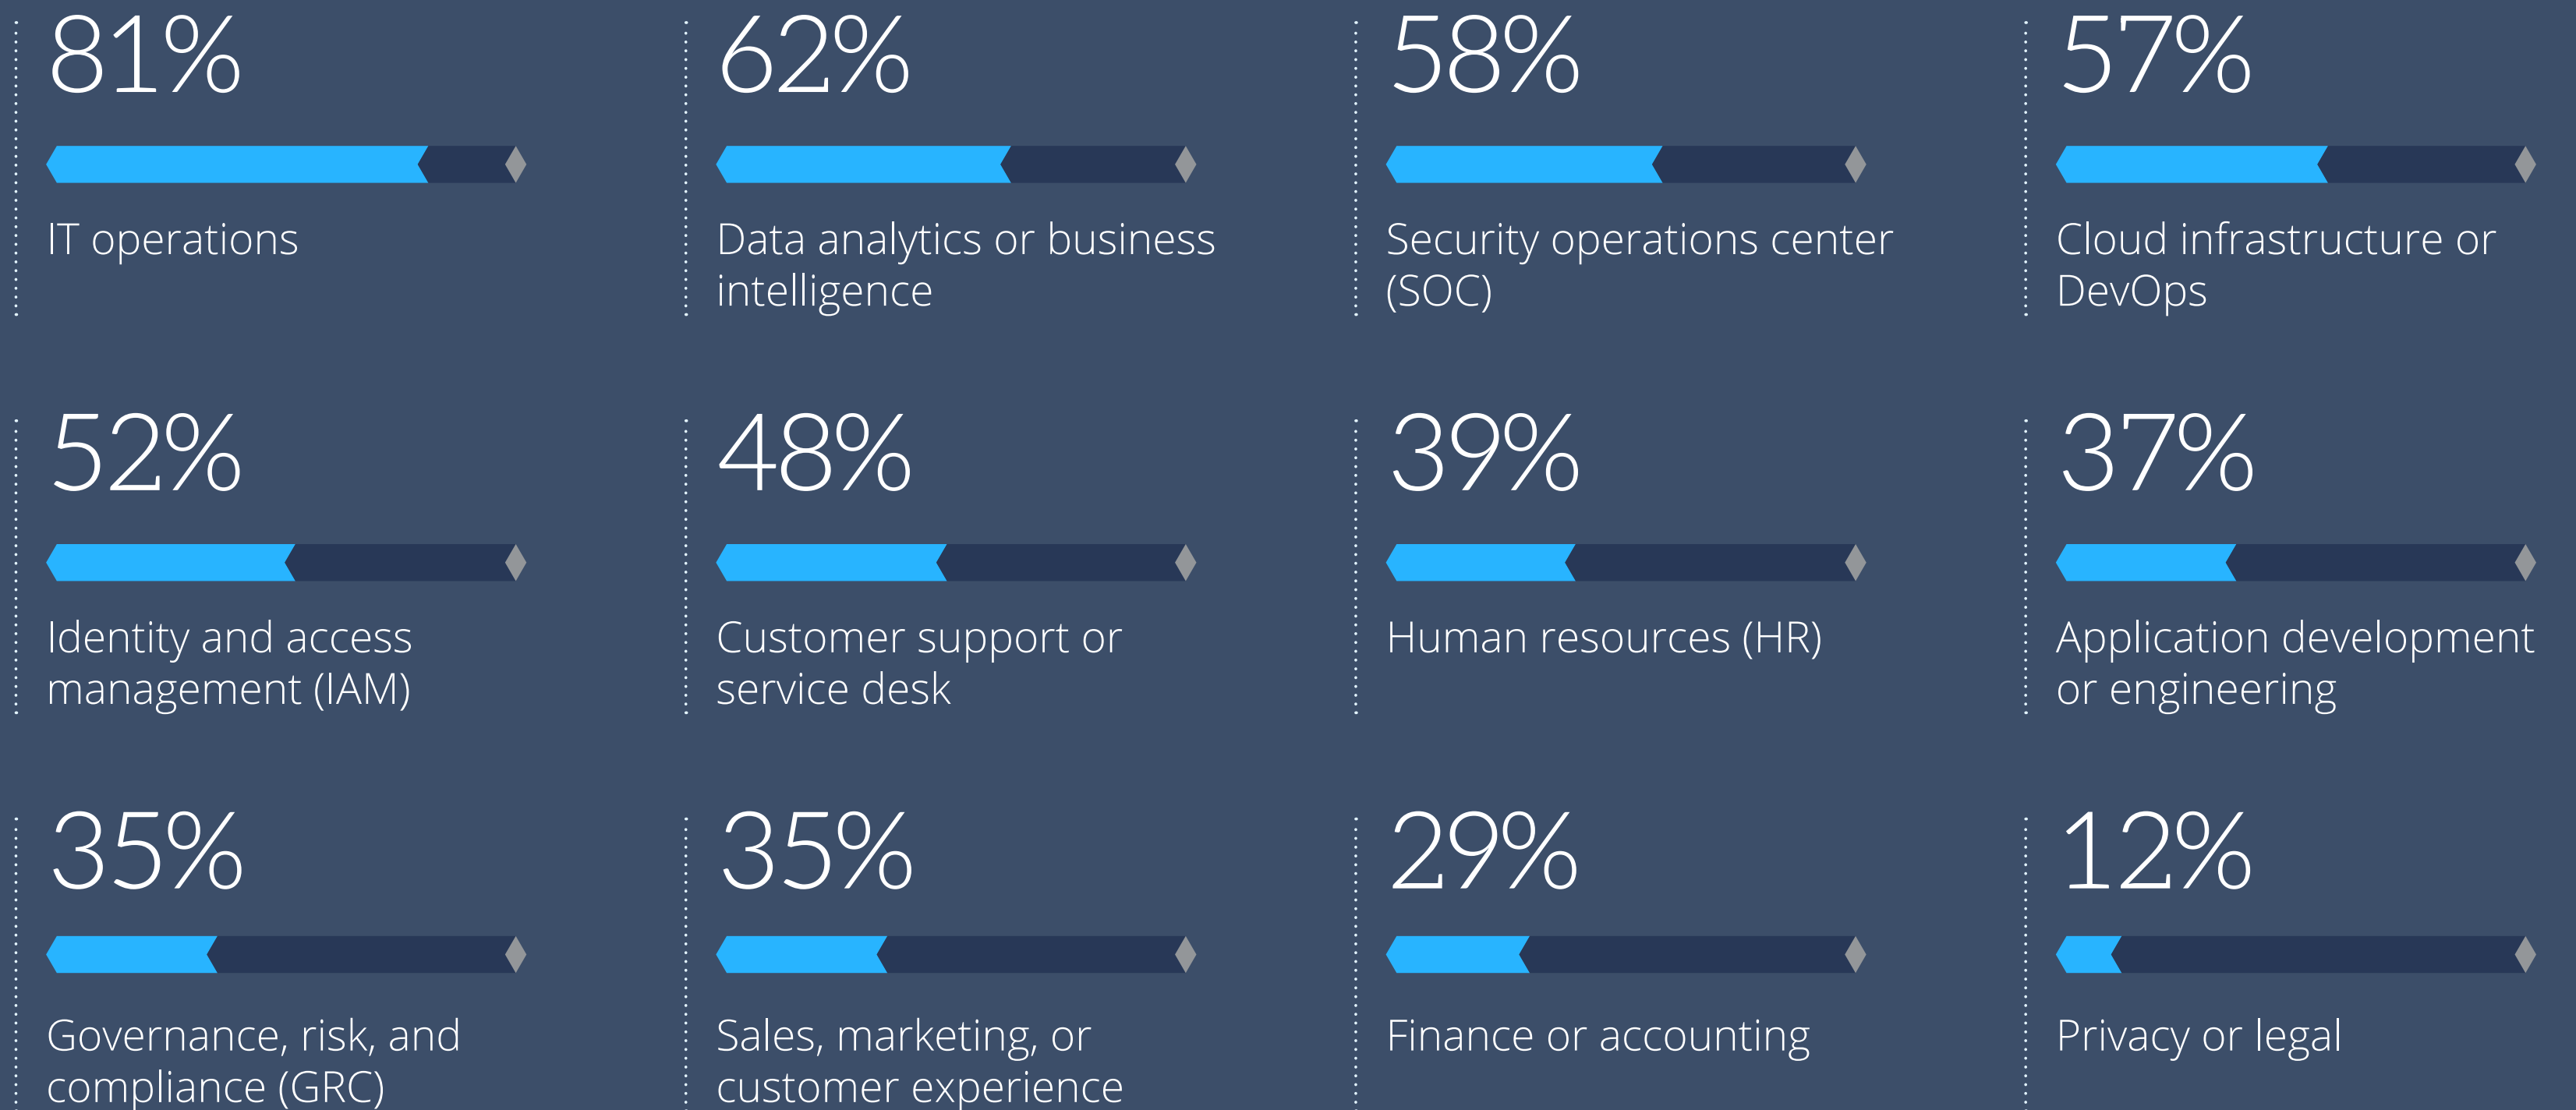 81%
62%
58%
57%
IT operations
Data analytics or business
intelligence
Security operations center
(SOC)
Cloud infrastructure or
DevOps
52%
48%
39%
37%
Identity and access
management (IAM)
Customer support or
service desk
Human resources (HR)
Application development
or engineering
35%
35%
29%
12%
Governance, risk, and
compliance (GRC)
Sales, marketing, or
customer experience
Finance or accounting
Privacy or legal